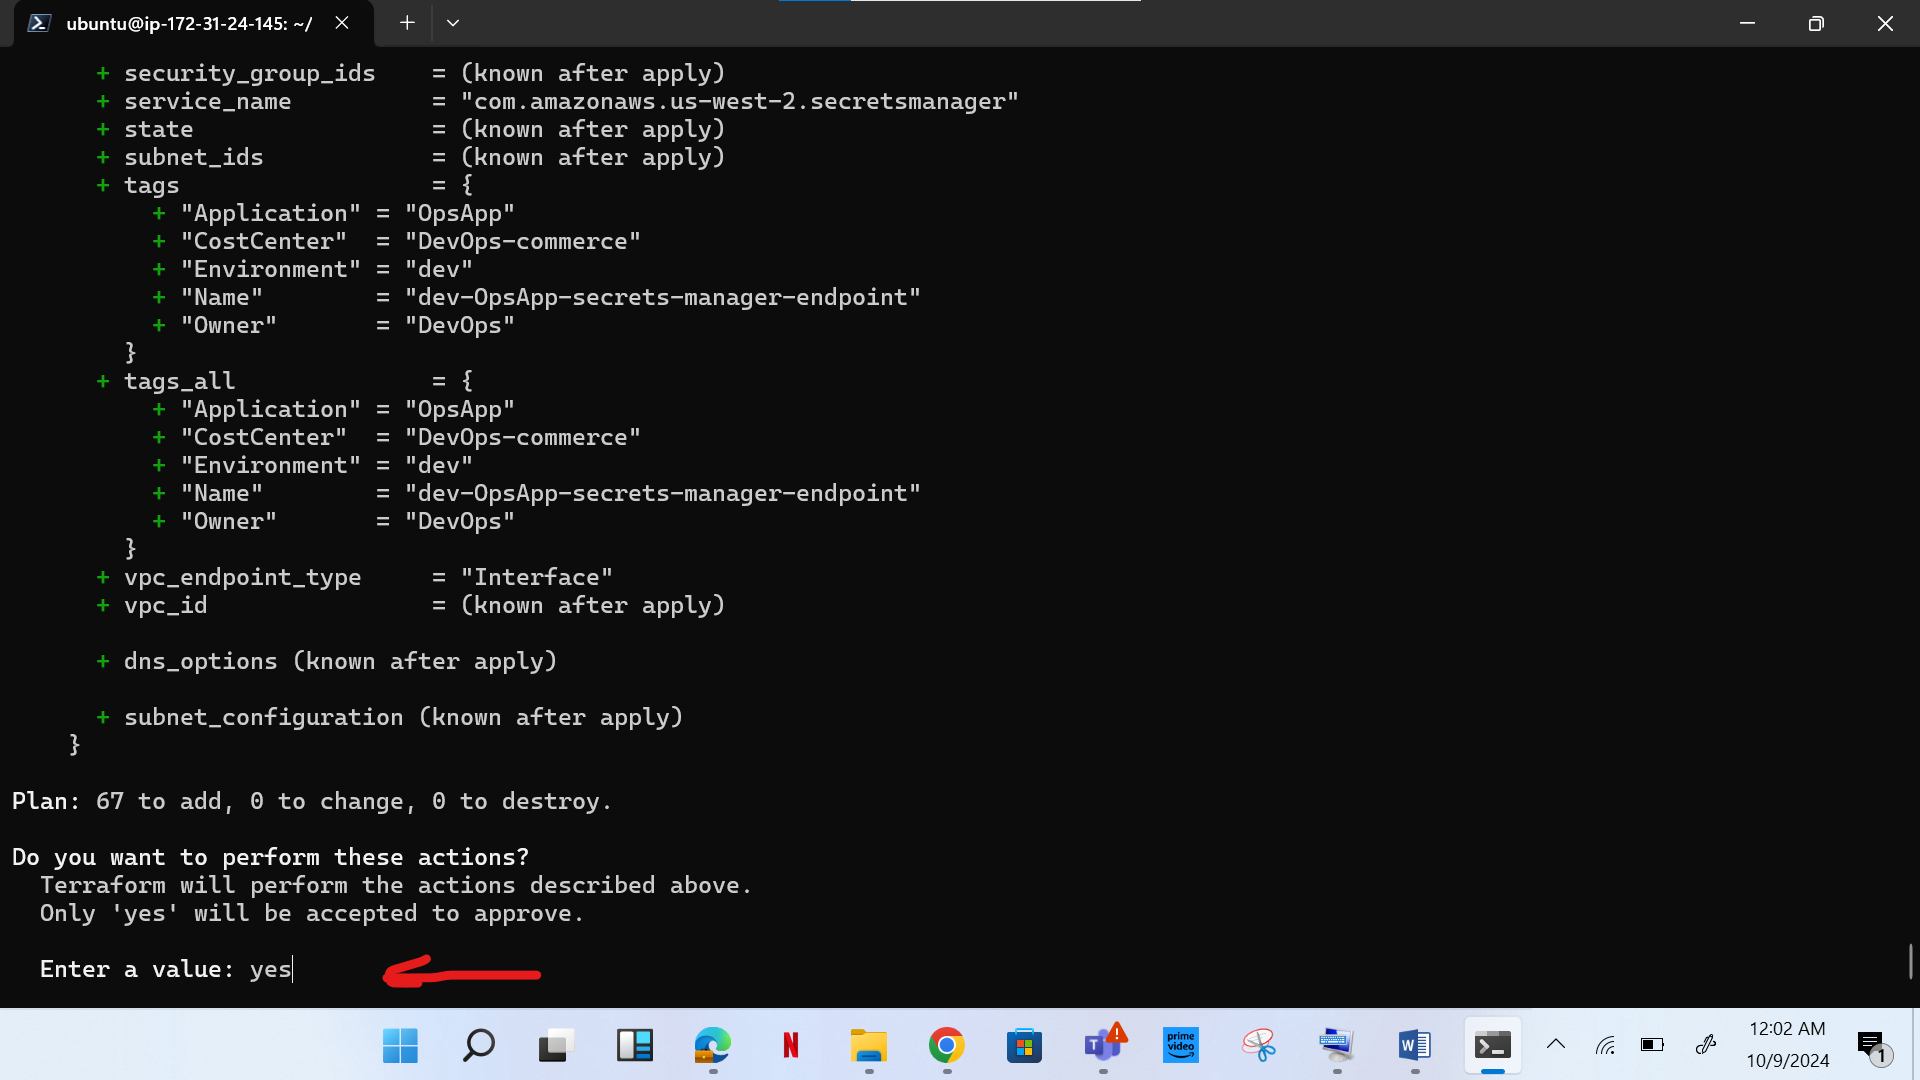 ubuntu@ip-172-31-24-145: ~/
+ security_group_ids    = (known after apply)
+ service_name          = "com.amazonaws.us-west-2.secretsmanager"
+ state                 = (known after apply)
+ subnet_ids            = (known after apply)
+ tags                  = {
+ "Application" = "OpsApp"
+ "CostCenter"  = "DevOps-commerce"
+ "Environment" = "dev"
+ "Name"        = "dev-OpsApp-secrets-manager-endpoint"
+ "Owner"       = "DevOps"
}
+ tags_all              = {
+ "Application" = "OpsApp"
+ "CostCenter"  = "DevOps-commerce"
+ "Environment" = "dev"
+ "Name"        = "dev-OpsApp-secrets-manager-endpoint"
+ "Owner"       = "DevOps"
}
+ vpc_endpoint_type     = "Interface"
+ vpc_id                = (known after apply)
+ dns_options (known after apply)
+ subnet_configuration (known after apply)
}
Plan: 67 to add, 0 to change, 0 to destroy.
Do you want to perform these actions?
Terraform will perform the actions described above.
Only 'yes' will be accepted to approve.
Enter a value: yes
N
T
prime video
W
12:02 AM
10/9/2024
1